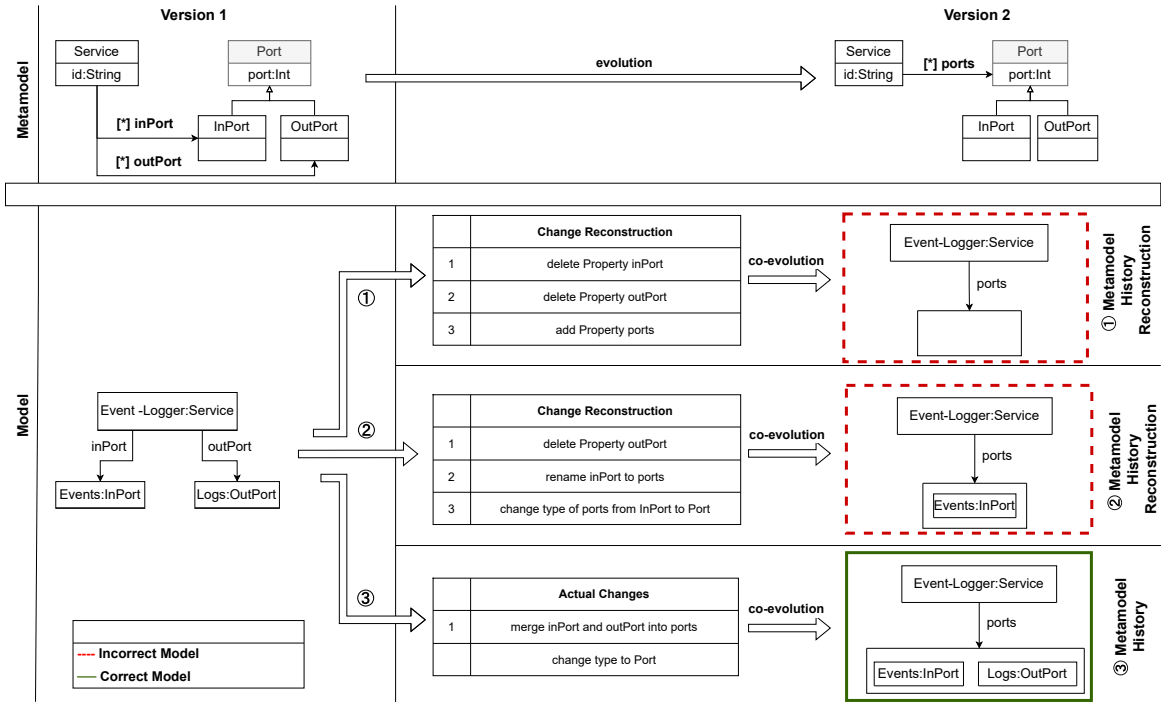 Version 1
Version 2
Metamodel
Service
id:String
Port
port:Int
[*] inPort
[*] outPort
InPort
OutPort
evolution
Service
id:String
[*] ports
Port
port:Int
InPort
OutPort
Model
Event -Logger:Service
inPort
outPort
Events:InPort
Logs:OutPort
①
Change Reconstruction
1 delete Property inPort
2 delete Property outPort
3 add Property ports
co-evolution
Event-Logger:Service
ports
① Metamodel
History
Reconstruction
②
Change Reconstruction
1 delete Property outPort
2 rename inPort to ports
3 change type of ports from InPort to Port
co-evolution
Event-Logger:Service
ports
Events:InPort
② Metamodel
History
Reconstruction
③
Actual Changes
1 merge inPort and outPort into ports
change type to Port
co-evolution
Event-Logger:Service
ports
Events:InPort
Logs:OutPort
③ Metamodel
History
Incorrect Model
Correct Model